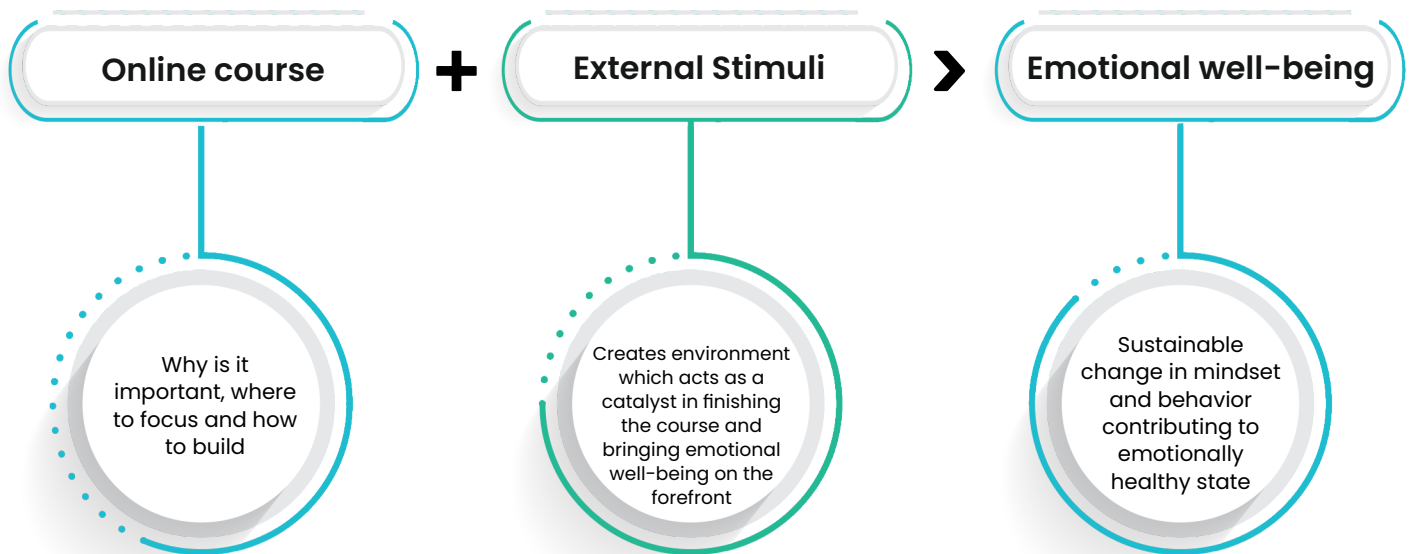 Online course
+
External Stimuli
>
Emotional well-being
Why is it
important, where
to focus and how
to build
Creates environment
which acts as a
catalyst in finishing
the course and
bringing emotional
well-being on the
forefront
Sustainable
change in mindset
and behavior
contributing to
emotionally
healthy state